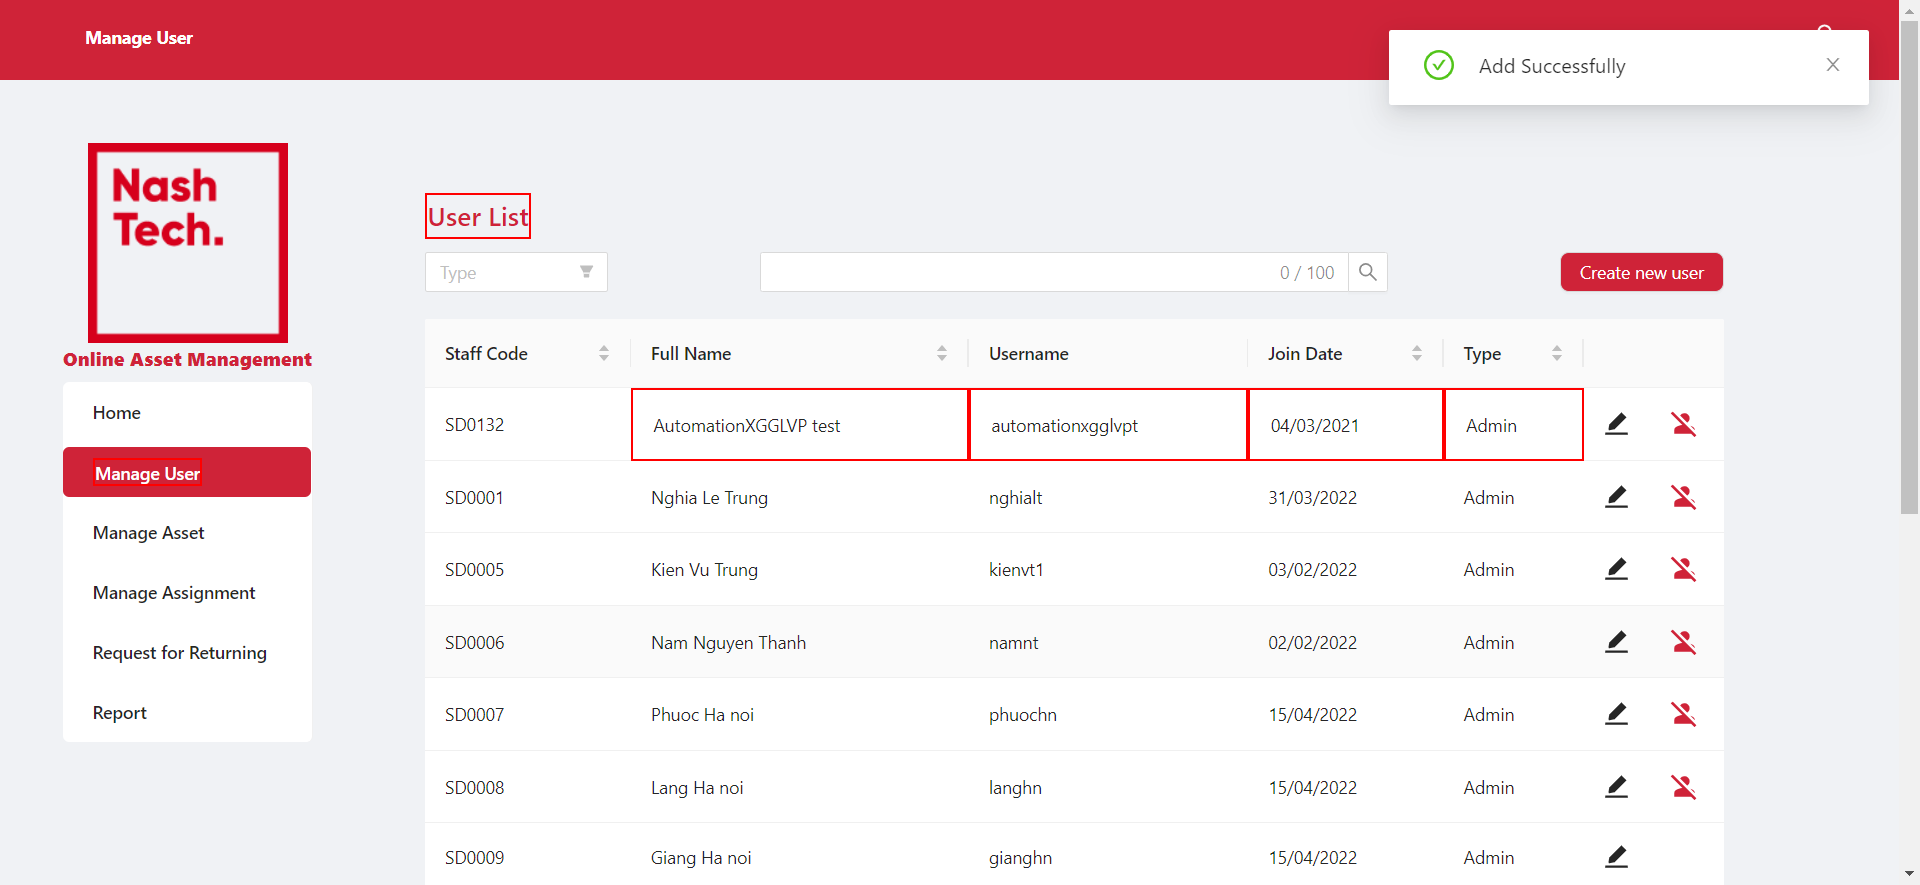 Manage User
Add Successfully
Nash
Tech.
Online Asset Management
Home
Manage User
Manage Asset
Manage Assignment
Request for Returning
Report
User List
Type
0 / 100
Create new user
Staff Code Full Name Username Join Date Type
SD0132 AutomationXGGLVP test automationxgglvpt 04/03/2021 Admin
SD0001 Nghia Le Trung nghialt 31/03/2022 Admin
SD0005 Kien Vu Trung kienvt1 03/02/2022 Admin
SD0006 Nam Nguyen Thanh namnt 02/02/2022 Admin
SD0007 Phuoc Ha noi phuochn 15/04/2022 Admin
SD0008 Lang Ha noi langhn 15/04/2022 Admin
SD0009 Giang Ha noi gianghn 15/04/2022 Admin